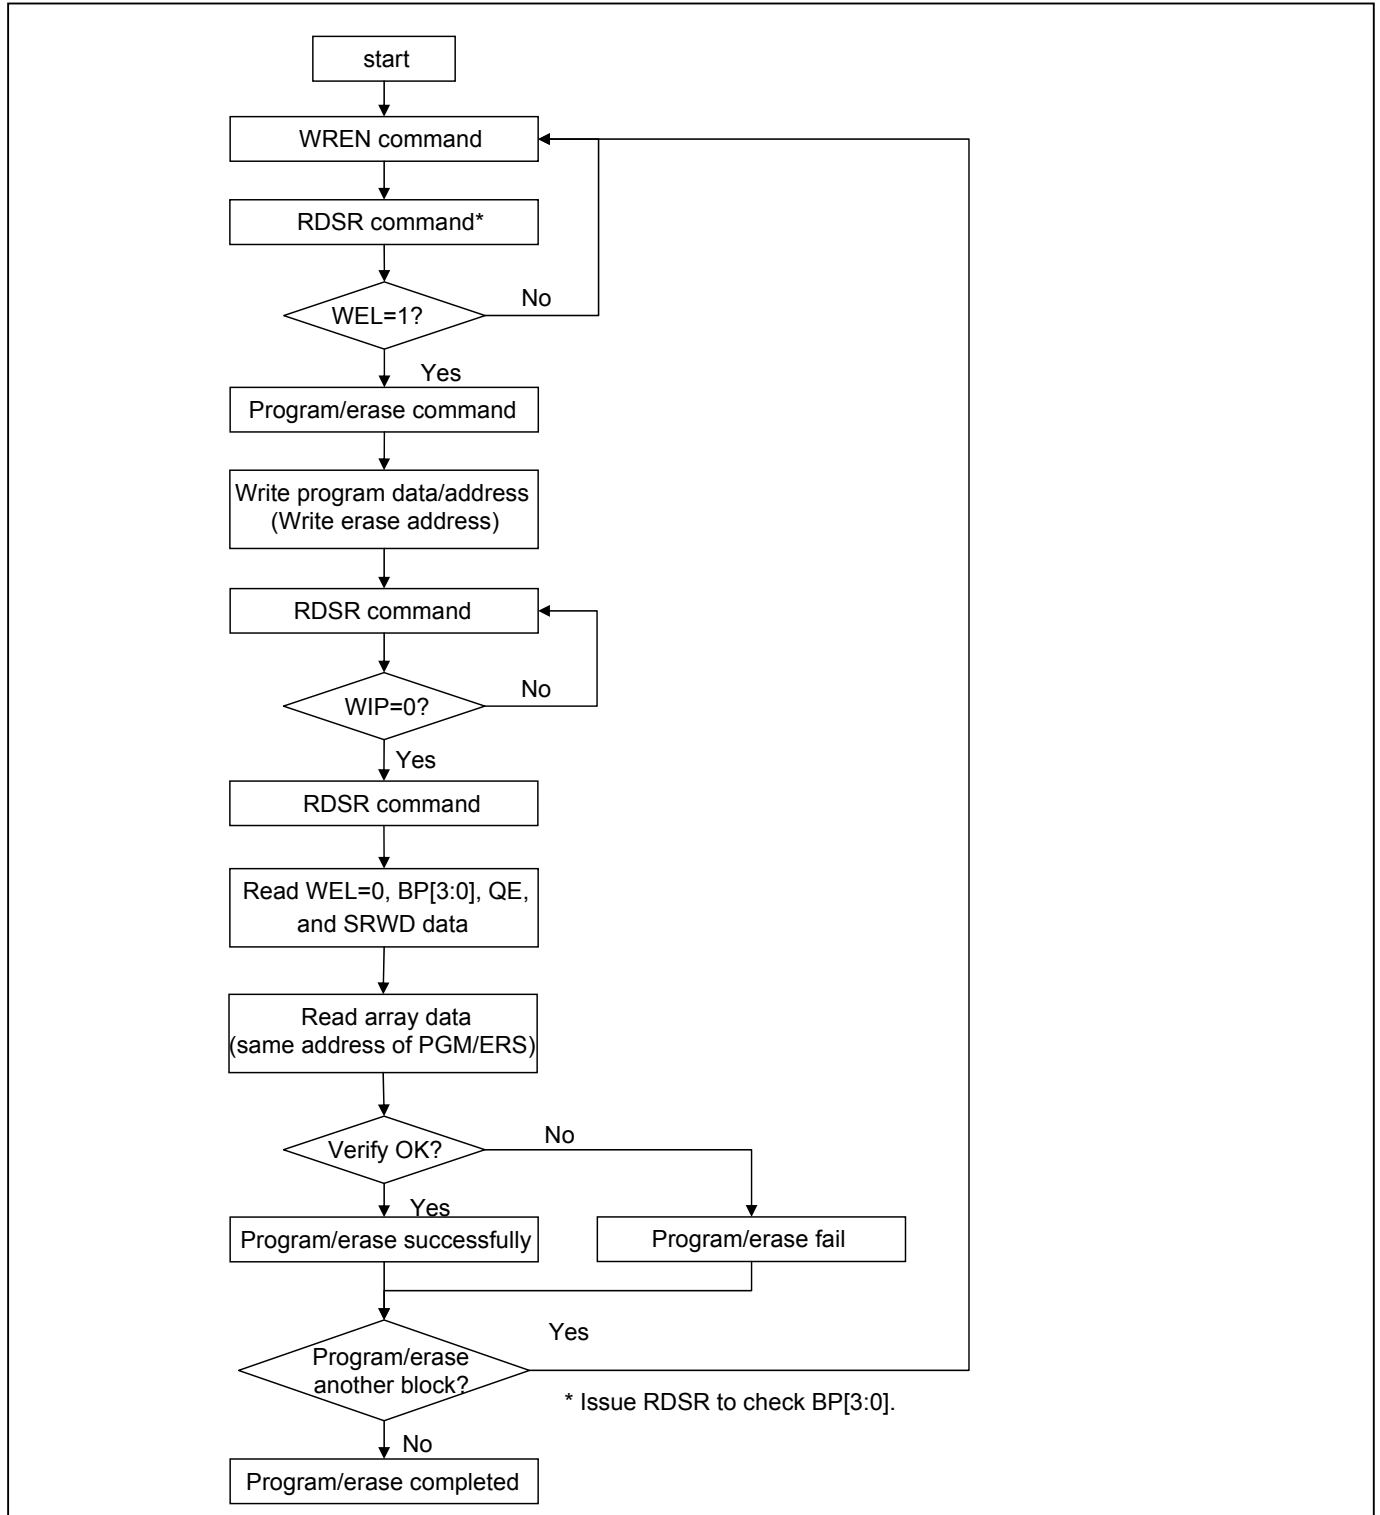 start
WREN command
RDSR command*
WEL=1?
No
Yes
Program/erase command
Write program data/address
(Write erase address)
RDSR command
WIP=0?
No
Yes
RDSR command
Read WEL=0, BP[3:0], QE,
and SRWD data
Read array data
(same address of PGM/ERS)
Verify OK?
No
Yes
Program/erase successfully
Program/erase fail
Program/erase
another block?
Yes
* Issue RDSR to check BP[3:0].
No
Program/erase completed